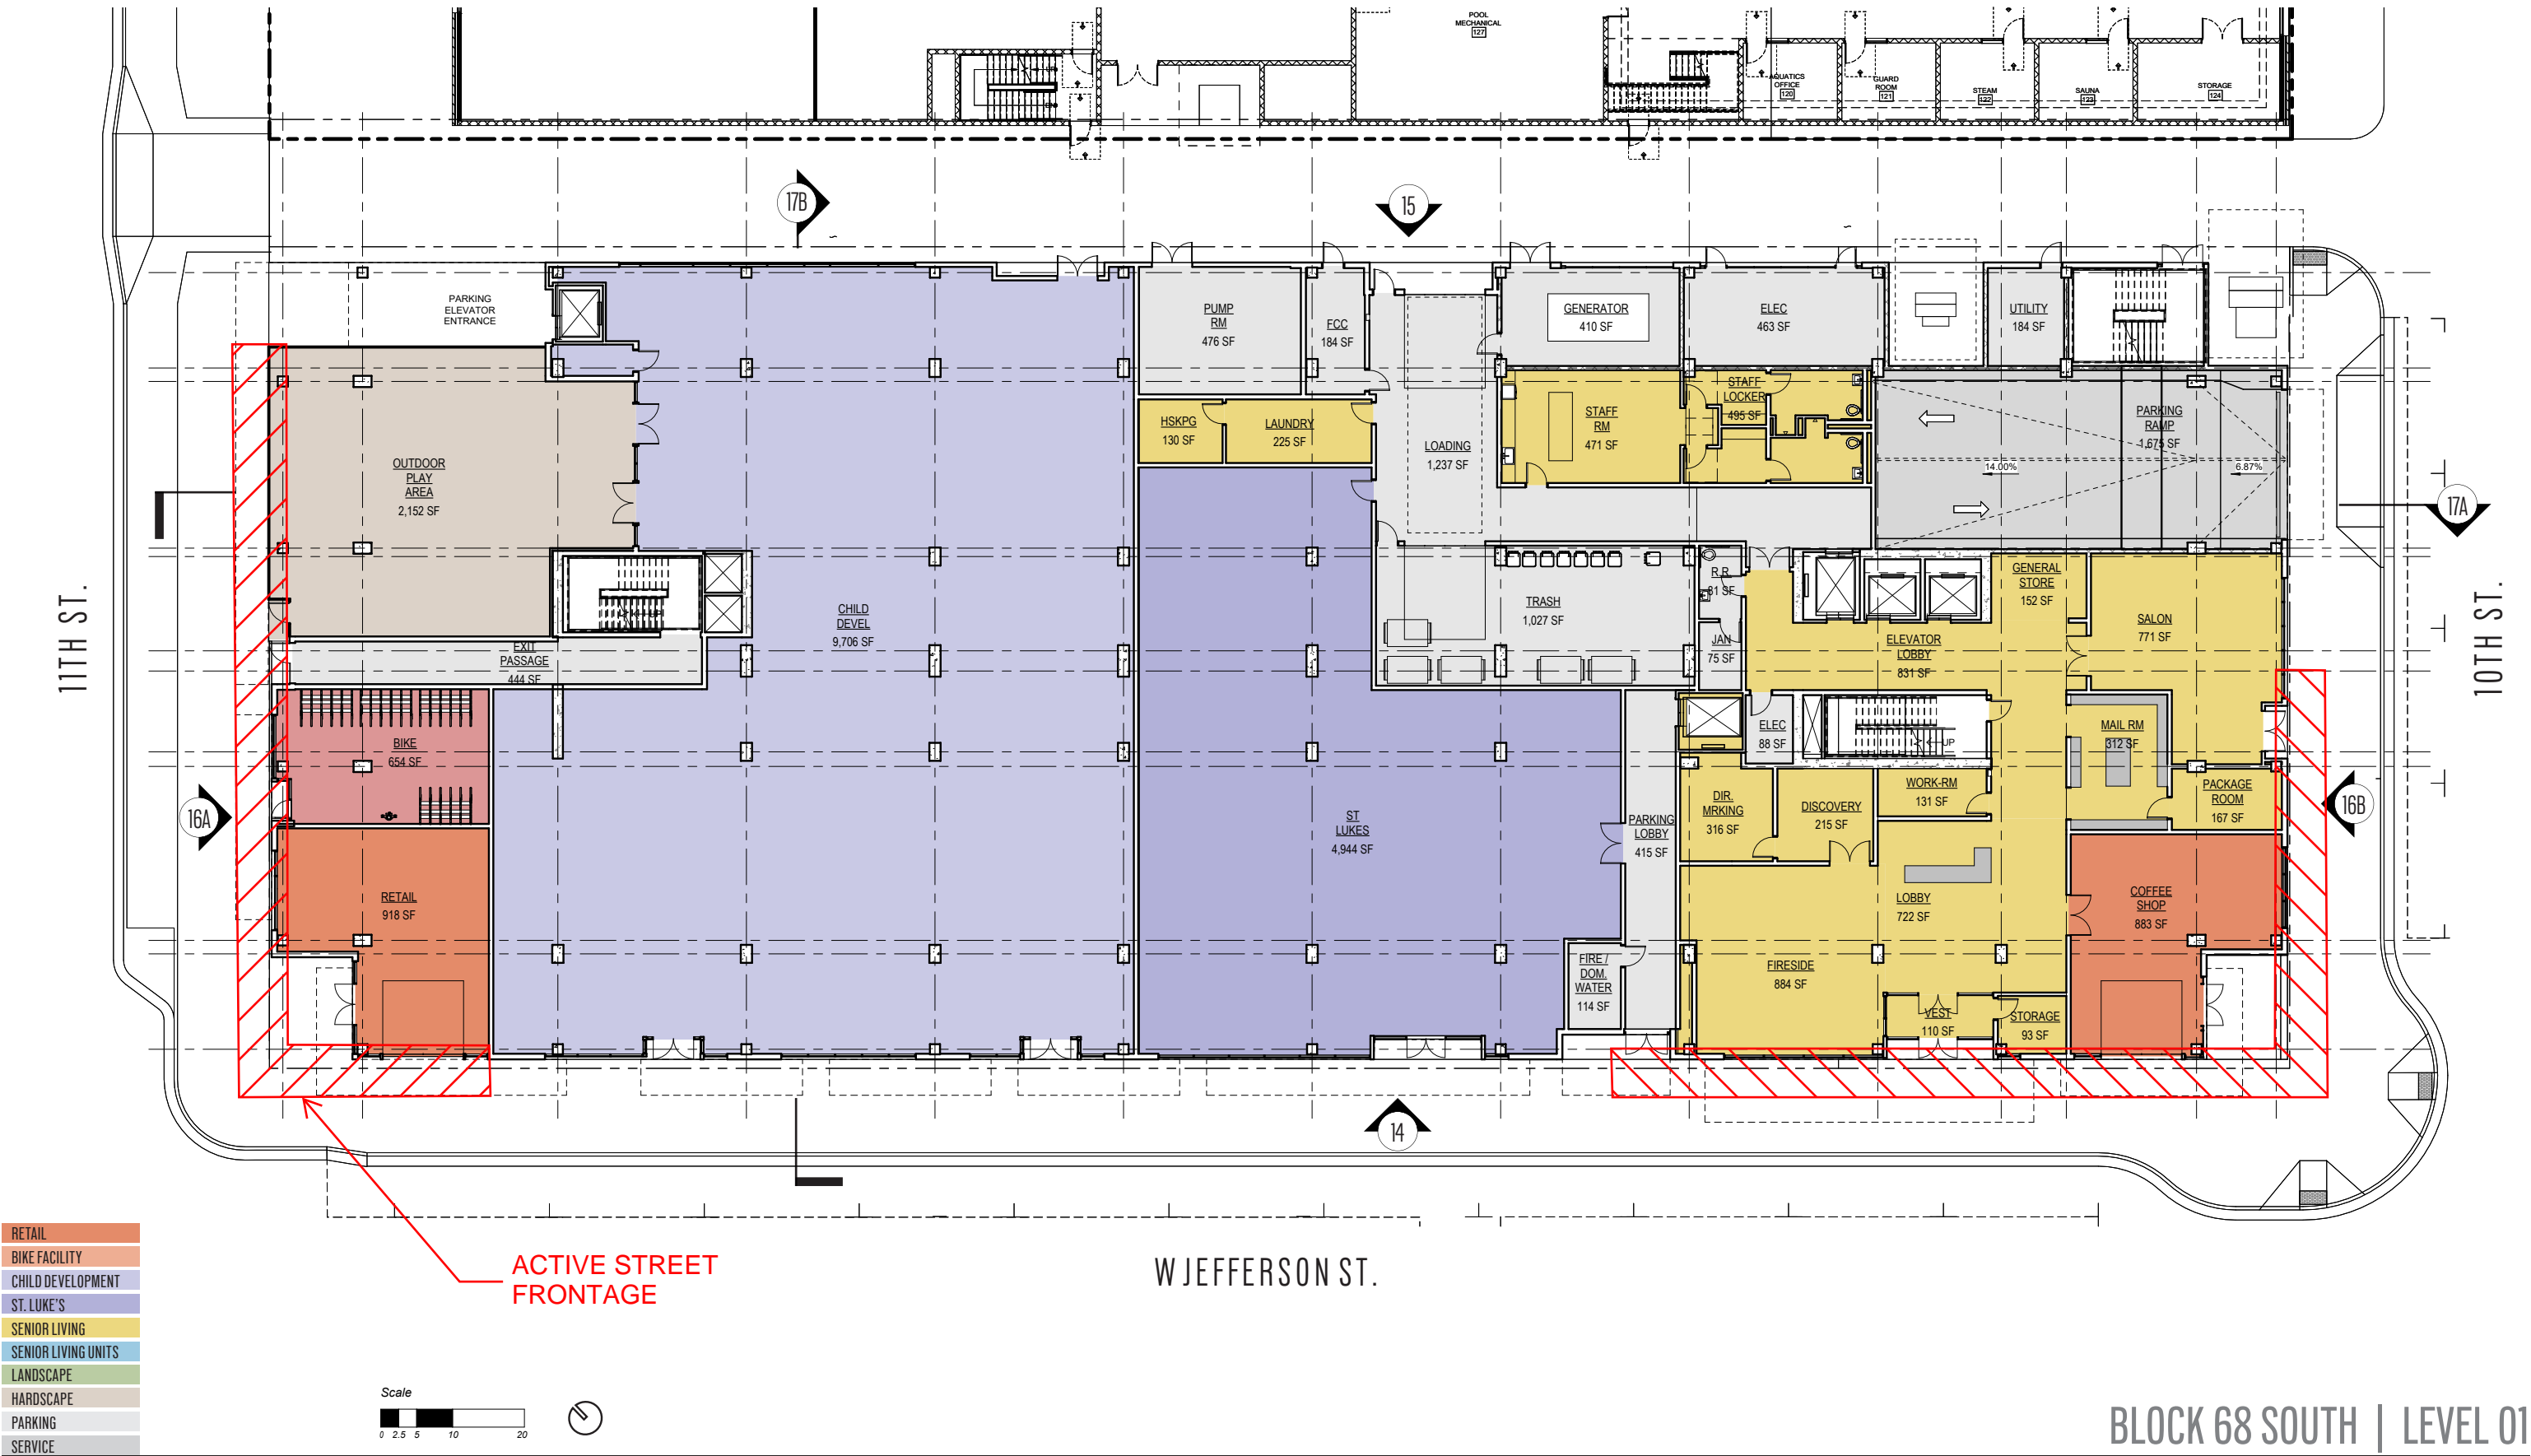 POOL
MECHANICAL
127
AQUATICS
OFFICE
120
GUARD
ROOM
121
STEAM
122
SAUNA
123
STORAGE
124
17B
15
PARKING
ELEVATOR
ENTRANCE
PUMP
RM
476 SF
FCC
184 SF
GENERATOR
410 SF
ELEC
463 SF
UTILITY
184 SF
OUTDOOR
PLAY
AREA
2,152 SF
HSKPG
130 SF
LAUNDRY
225 SF
LOADING
1,237 SF
STAFF
RM
471 SF
STAFF
LOCKER
495 SF
PARKING
RAMP
1,675 SF
14.00%
6.87%
17A
11TH ST.
10TH ST.
CHILD
DEVEL
9,706 SF
TRASH
1,027 SF
R.R.
81 SF
JAN
75 SF
GENERAL
STORE
152 SF
SALON
771 SF
ELEVATOR
LOBBY
831 SF
EXIT
PASSAGE
444 SF
BIKE
654 SF
ELEC
88 SF
UP
MAIL RM
312 SF
16A
16B
DIR.
MRKING
316 SF
DISCOVERY
215 SF
WORK-RM
131 SF
PACKAGE
ROOM
167 SF
ST
LUKES
4,944 SF
PARKING
LOBBY
415 SF
RETAIL
918 SF
LOBBY
722 SF
COFFEE
SHOP
883 SF
FIRE /
DOM.
WATER
114 SF
FIRESIDE
884 SF
VEST
110 SF
STORAGE
93 SF
14
ACTIVE STREET
FRONTAGE
W JEFFERSON ST.
RETAIL
BIKE FACILITY
CHILD DEVELOPMENT
ST. LUKE'S
SENIOR LIVING
SENIOR LIVING UNITS
LANDSCAPE
HARDSCAPE
PARKING
SERVICE
Scale
0 2.5 5 10 20
BLOCK 68 SOUTH | LEVEL 01